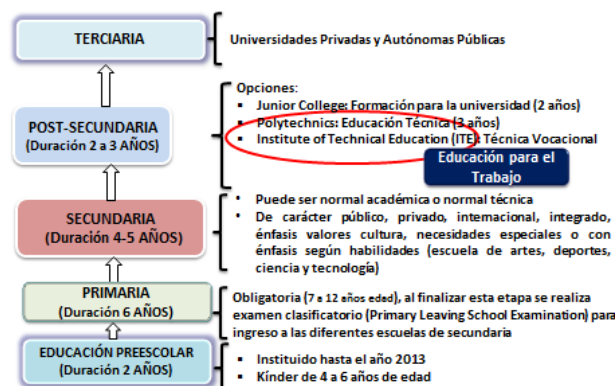 TERCIARIA
Universidades Privadas y Autónomas Públicas
POST-SECUNDARIA
(Duración 2 a 3 AÑOS)
Opciones:
▪ Junior College: Formación para la universidad (2 años)
▪ Polytechnics: Educación Técnica (3 años)
▪ Institute of Technical Education (ITE): Técnica Vocacional
Educación para el
Trabajo
SECUNDARIA
(Duración 4-5 AÑOS)
• Puede ser normal académica o normal técnica
• De carácter público, privado, internacional, integrado,
énfasis valores cultura, necesidades especiales o con
énfasis según habilidades (escuela de artes, deportes,
ciencia y tecnología)
PRIMARIA
(Duración 6 AÑOS)
Obligatoria (7 a 12 años edad), al finalizar esta etapa se realiza
examen clasificatorio (Primary Leaving School Examination) para
ingreso a las diferentes escuelas de secundaria
EDUCACIÓN PREESCOLAR
(Duración 2 AÑOS)
▪ Instituido hasta el año 2013
▪ Kínder de 4 a 6 años de edad